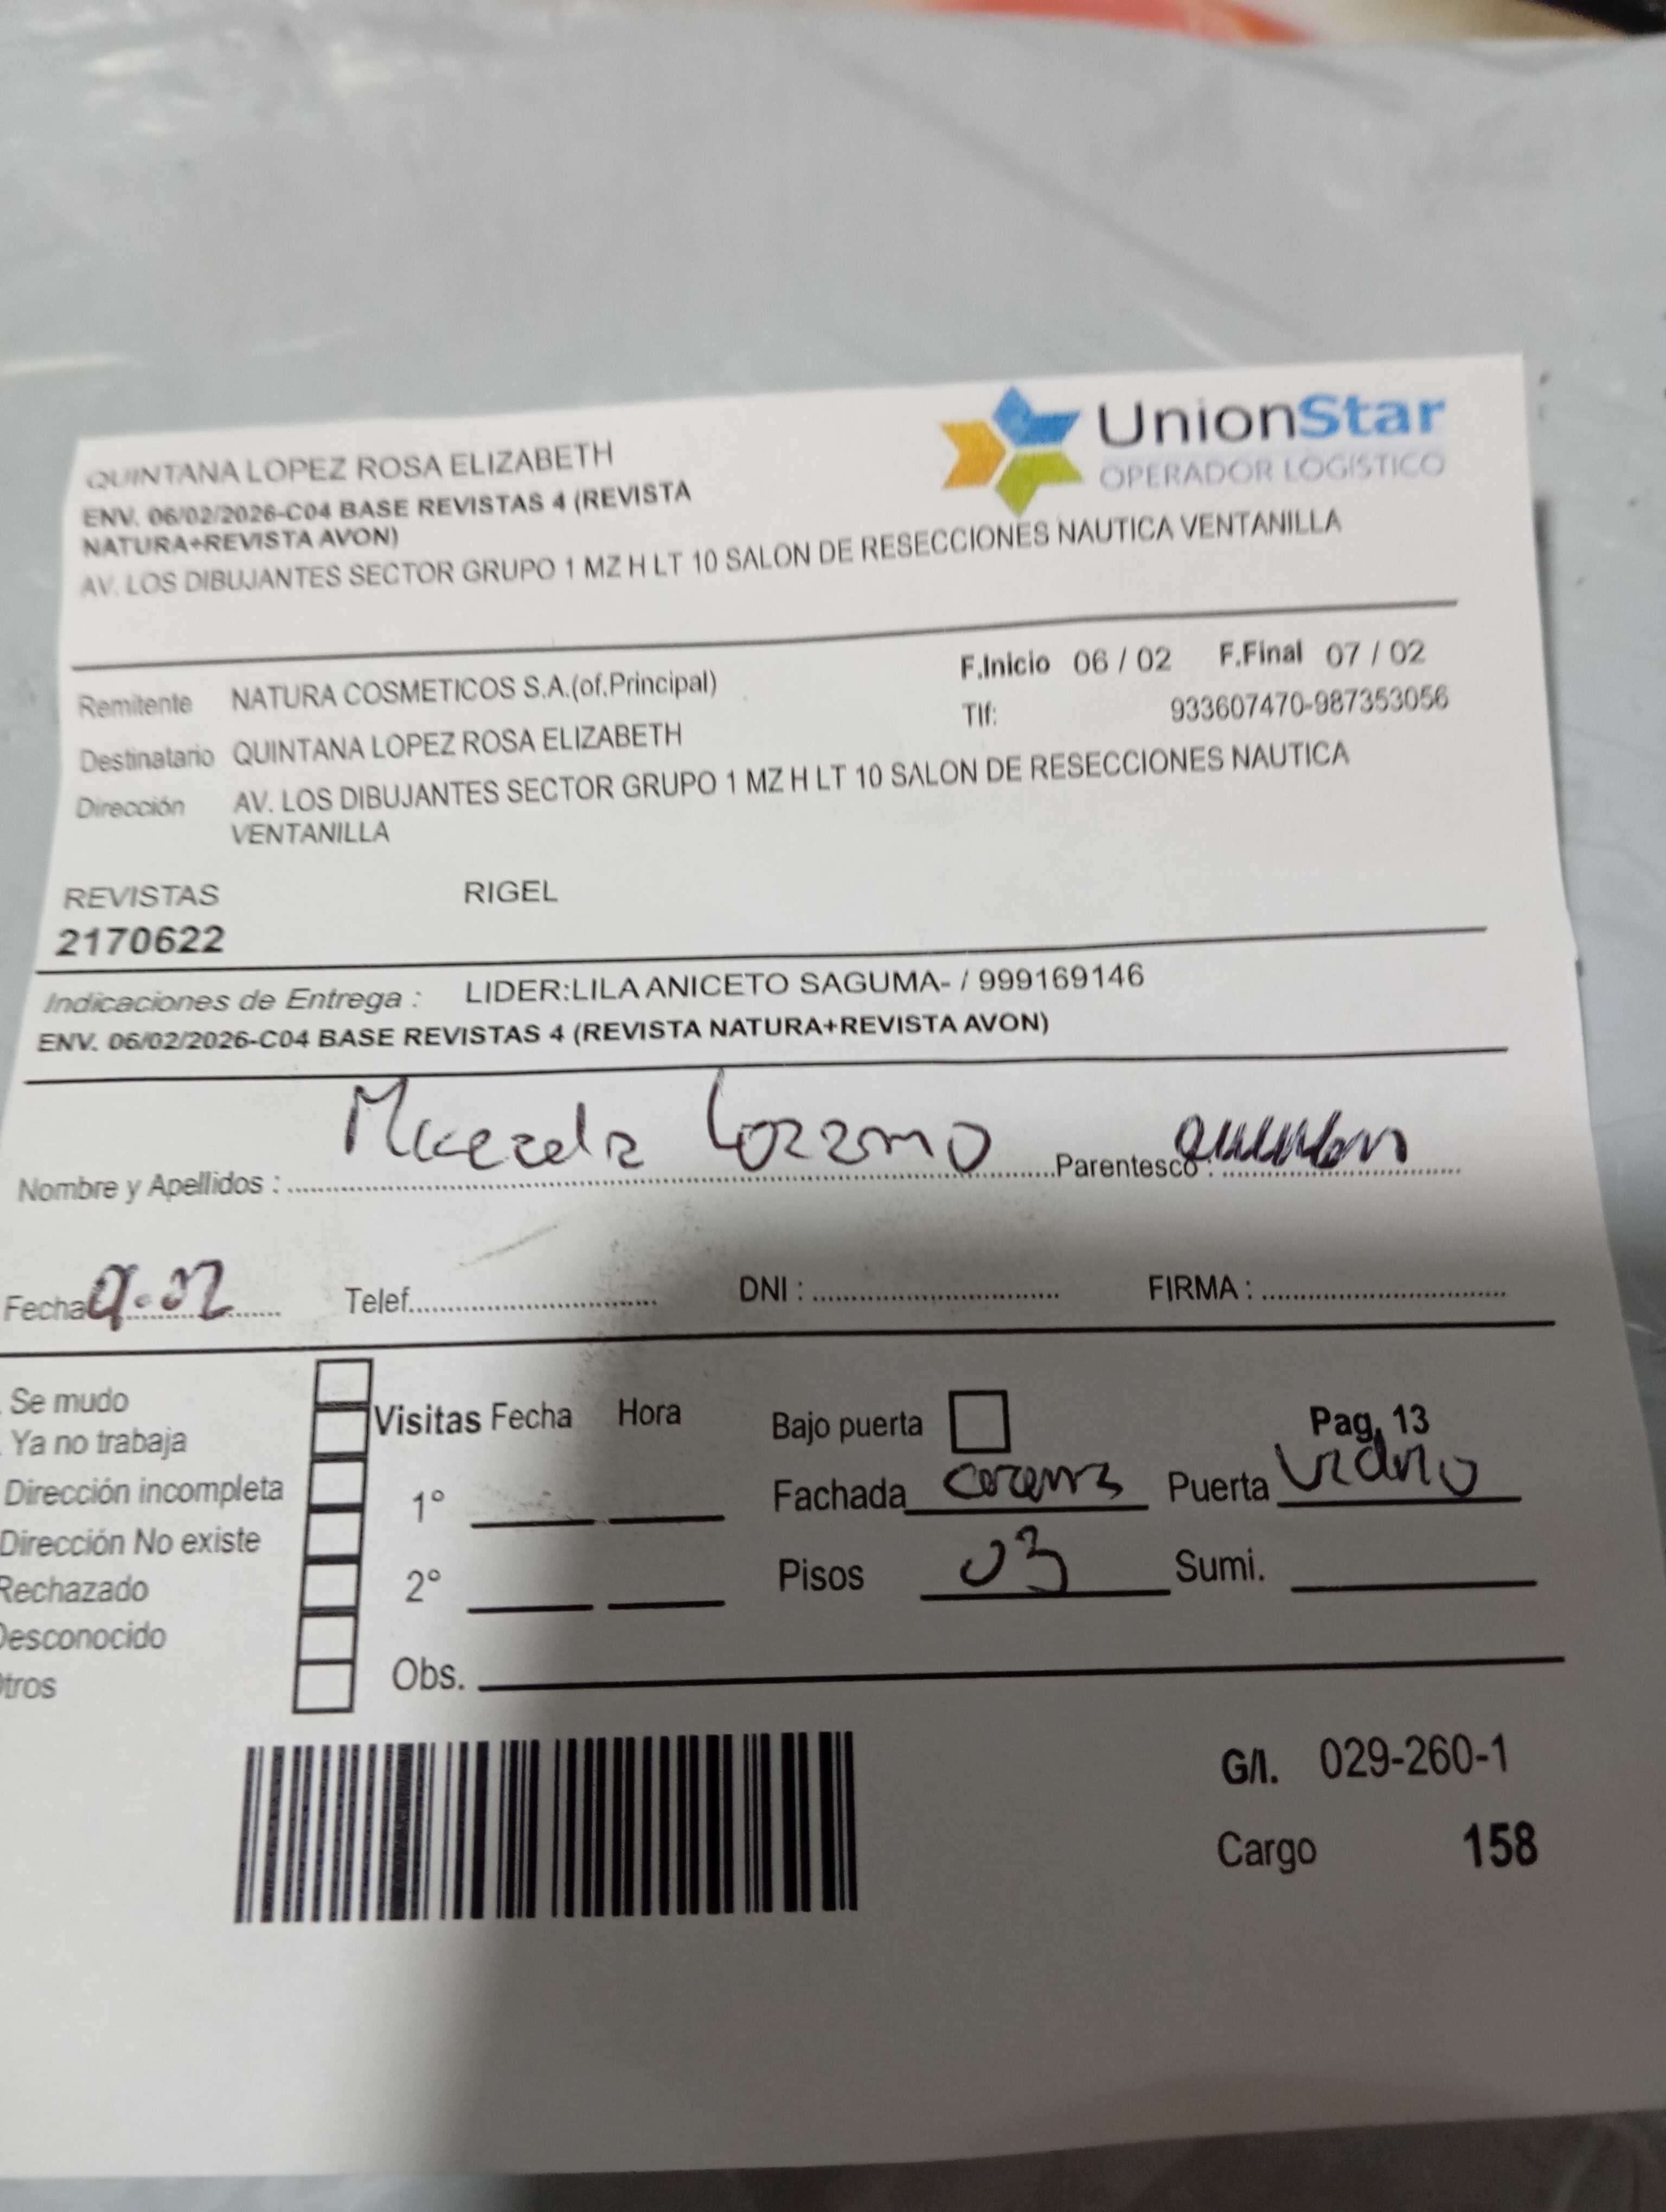 UnionStar
OPERADOR LOGÍSTICO
QUINTANA LOPEZ ROSA ELIZABETH
ENV. 06/02/2026-C04 BASE REVISTAS 4 (REVISTA
NATURA+REVISTA AVON)
AV. LOS DIBUJANTES SECTOR GRUPO 1 MZ H LT 10 SALON DE RESECCIONES NAUTICA VENTANILLA
Remitente NATURA COSMETICOS S.A.(of.Principal) F.Inicio 06 / 02 F.Final 07 / 02
Tlf: 933607470-987353056
Destinatario QUINTANA LOPEZ ROSA ELIZABETH
Dirección AV. LOS DIBUJANTES SECTOR GRUPO 1 MZ H LT 10 SALON DE RESECCIONES NAUTICA
VENTANILLA
REVISTAS RIGEL
2170622
Indicaciones de Entrega : LIDER:LILA ANICETO SAGUMA- / 999169146
ENV. 06/02/2026-C04 BASE REVISTAS 4 (REVISTA NATURA+REVISTA AVON)
Nombre y Apellidos : Lozano Parentesco :
Fecha 9.02 Telef. DNI : FIRMA :
Se mudo
Ya no trabaja
Dirección incompleta
Dirección No existe
Rechazado
Desconocido
Otros
Visitas Fecha Hora
1°
2°
Obs.
Bajo puerta Pag. 13
Fachada Puerta vidrio
Pisos 03 Sumi.
G/I. 029-260-1
Cargo 158